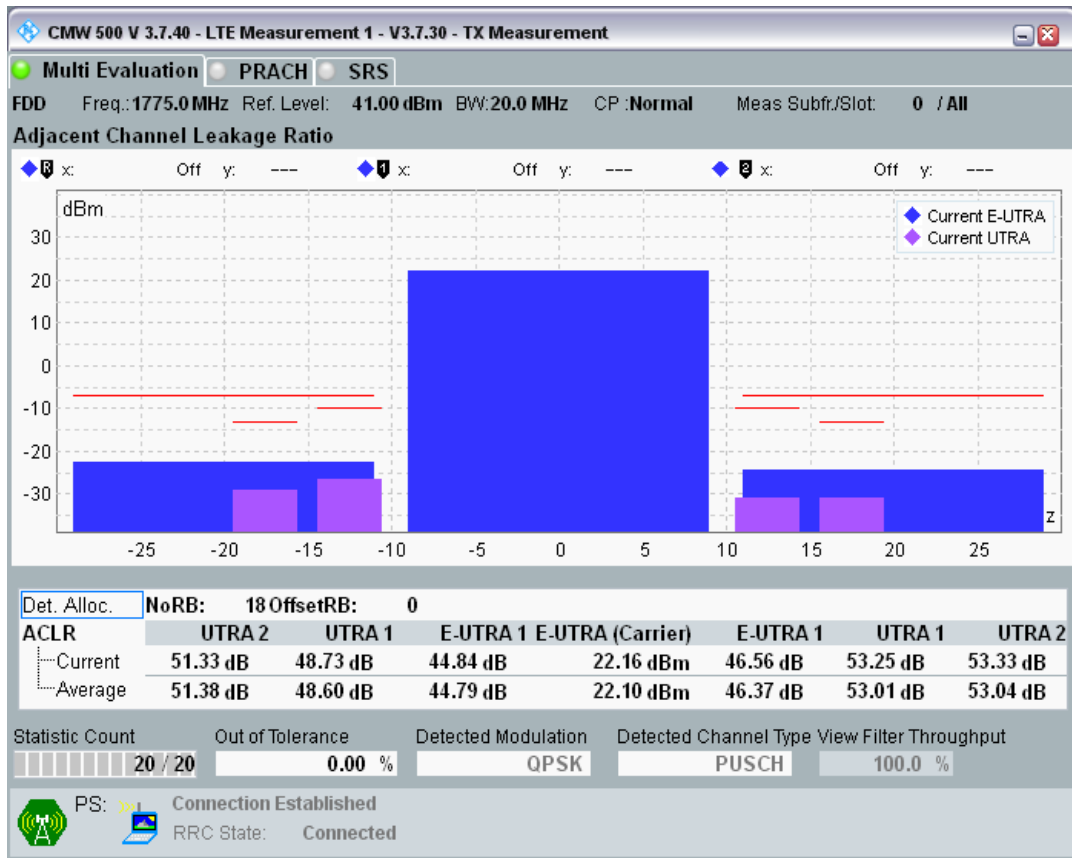 CMW 500 V 3.7.40 - LTE Measurement 1 - V3.7.30 - TX Measurement
Multi Evaluation PRACH SRS
FDD Freq.:1775.0 MHz Ref. Level: 41.00 dBm BW:20.0 MHz CP :Normal Meas Subfr./Slot: 0 / All
Adjacent Channel Leakage Ratio
R x: Off y: --- 1 x: Off y: --- 2 x: Off y: ---
dBm
Current E-UTRA
Current UTRA
30
20
10
0
-10
-20
-30
z
-25 -20 -15 -10 -5 0 5 10 15 20 25
Det. Alloc. NoRB: 18 OffsetRB: 0
ACLR UTRA 2 UTRA 1 E-UTRA 1 E-UTRA (Carrier) E-UTRA 1 UTRA 1 UTRA 2
Current 51.33 dB 48.73 dB 44.84 dB 22.16 dBm 46.56 dB 53.25 dB 53.33 dB
Average 51.38 dB 48.60 dB 44.79 dB 22.10 dBm 46.37 dB 53.01 dB 53.04 dB
Statistic Count Out of Tolerance Detected Modulation Detected Channel Type View Filter Throughput
20 / 20 0.00 % QPSK PUSCH 100.0 %
PS: Connection Established
RRC State: Connected